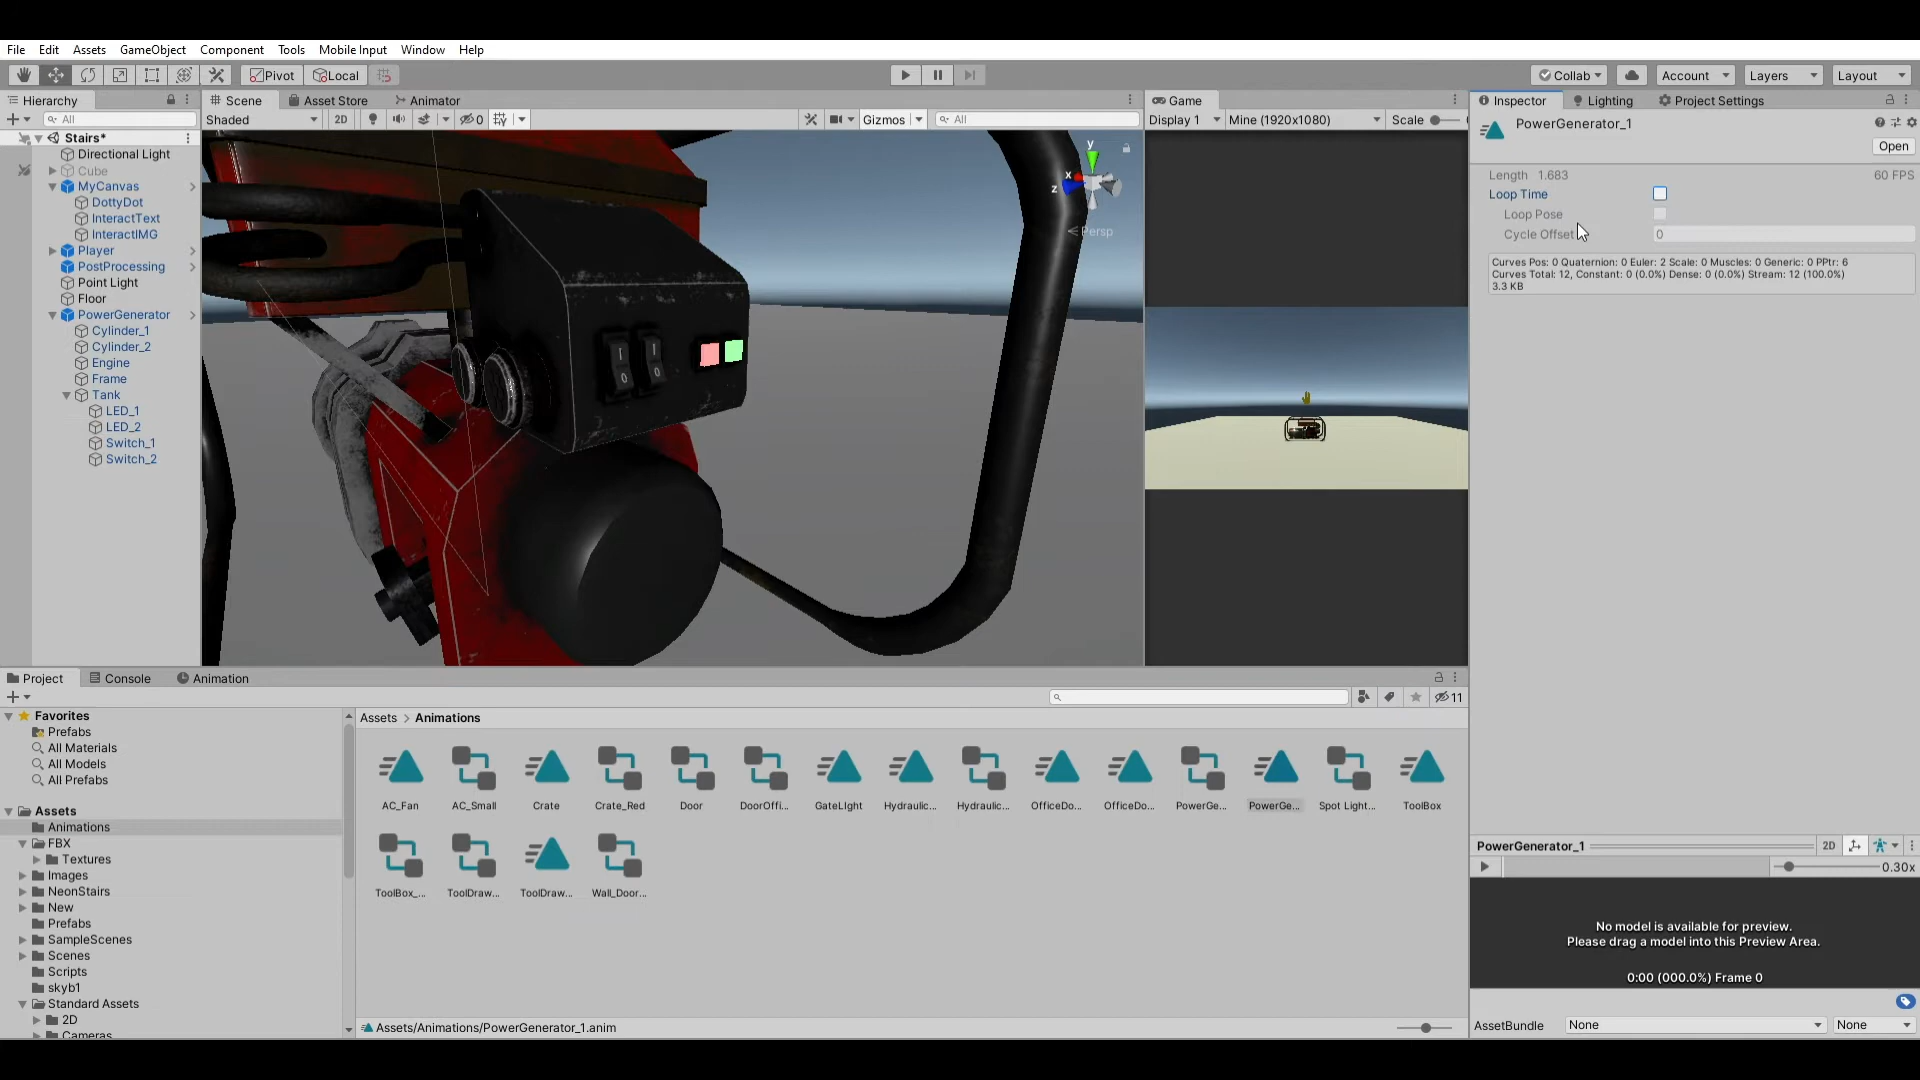 File Edit Assets GameObject Component Tools Mobile Input Window Help
Pivot Local Collab Account Layers Layout
Hierarchy
All
Stairs*
Directional Light
Cube
MyCanvas
DottyDot
InteractText
InteractIMG
Player
PostProcessing
Point Light
Floor
PowerGenerator
Cylinder_1
Cylinder_2
Engine
Frame
Tank
LED_1
LED_2
Switch_1
Switch_2
Scene Asset Store Animator
Shaded 2D 0 Gizmos All
y
x
z
Persp
I I
0 0
Game
Display 1 Mine (1920x1080) Scale
Inspector Lighting Project Settings
PowerGenerator_1
Open
Length 1.683 60 FPS
Loop Time
Loop Pose
Cycle Offset 0
Curves Pos: 0 Quaternion: 0 Euler: 2 Scale: 0 Muscles: 0 Generic: 0 PPtr: 6
Curves Total: 12, Constant: 0 (0.0%) Dense: 0 (0.0%) Stream: 12 (100.0%)
3.3 KB
Project Console Animation
11
Favorites
Prefabs
All Materials
All Models
All Prefabs
Assets
Animations
FBX
Textures
Images
NeonStairs
New
Prefabs
SampleScenes
Scenes
Scripts
skyb1
Standard Assets
2D
Cameras
Assets > Animations
AC_Fan AC_Small Crate Crate_Red Door DoorOffi... GateLIght Hydraulic... Hydraulic... OfficeDo... OfficeDo... PowerGe... PowerGe... Spot Light... ToolBox
ToolBox_... ToolDraw... ToolDraw... Wall_Door...
Assets/Animations/PowerGenerator_1.anim
PowerGenerator_1 2D
0.30x
No model is available for preview.
Please drag a model into this Preview Area.
0:00 (000.0%) Frame 0
AssetBundle None None